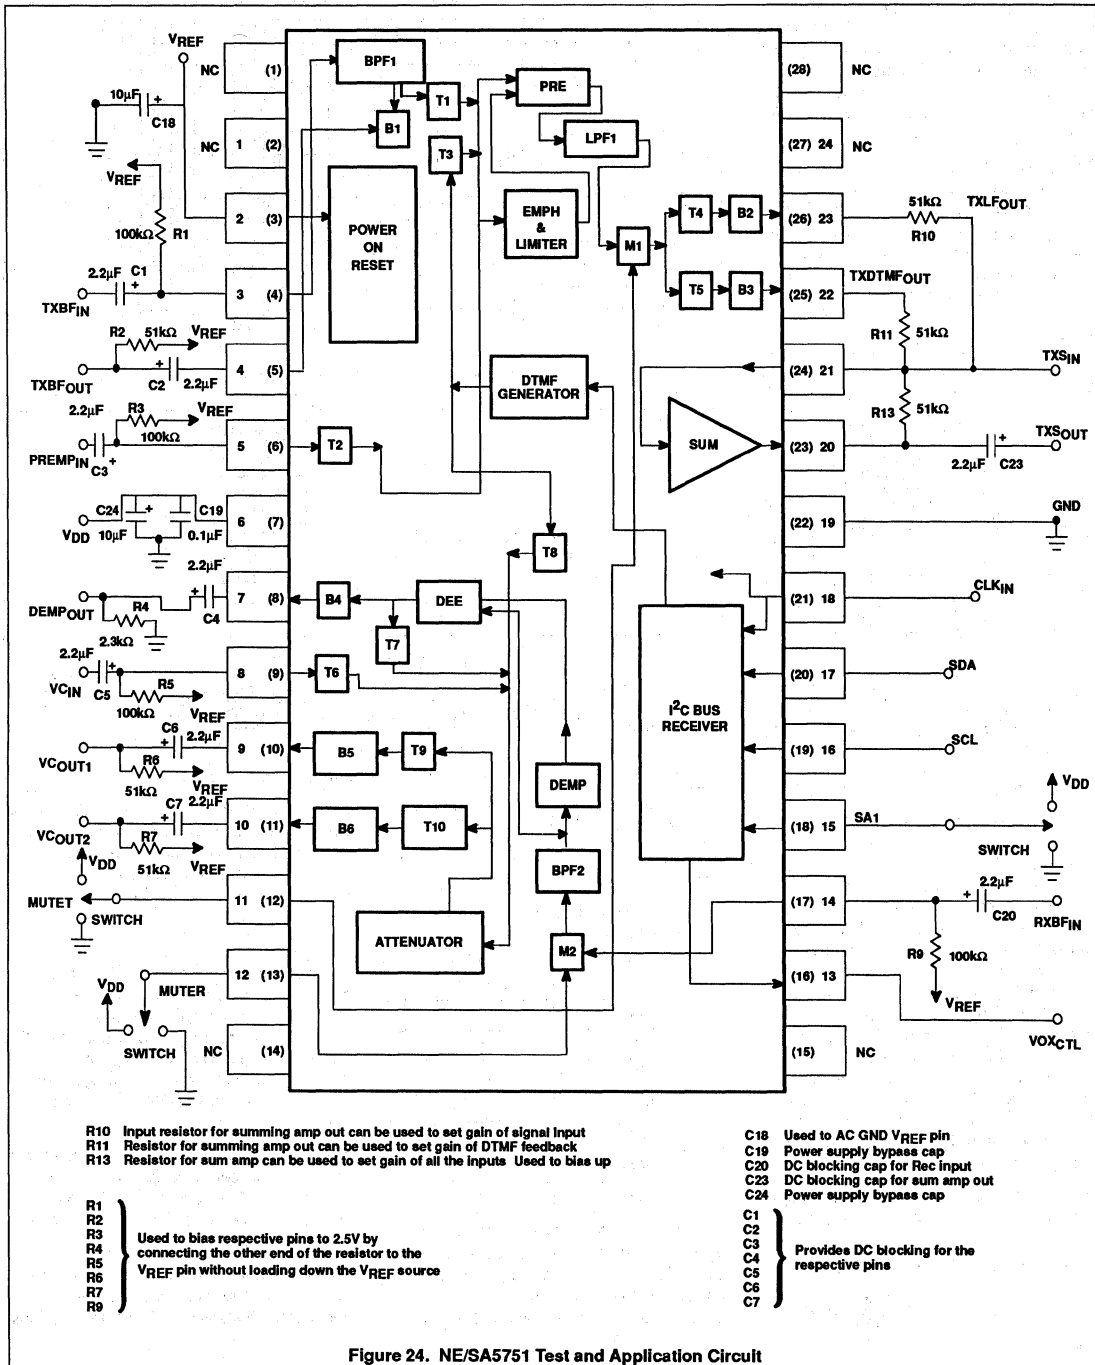 VREF
NC
(1)
BPF1
(28)
NC
10µF
+
C18
T1
PRE
B1
NC
1 (2)
T3
LPF1
(27) 24
NC
VREF
100kΩ
R1
2 (3)
POWER
ON
RESET
EMPH
&
LIMITER
M1
T4
B2
(26) 23
51kΩ
R10
TXLFOUT
2.2µF C1
+
TXBFIN
3 (4)
T5
B3
(25) 22
TXDTMFOUT
R11
51kΩ
R2 51kΩ
VREF
TXBFOUT
+
C2
2.2µF
4 (5)
DTMF
GENERATOR
(24) 21
TXSIN
R13
51kΩ
2.2µF
R3
VREF
100kΩ
PREMPIN
C3
+
5 (6)
T2
SUM
(23) 20
TXSOUT
2.2µF
C23
C24
+
C19
VDD
10µF
0.1µF
6 (7)
T8
(22) 19
GND
2.2µF
DEMPOUT
R4
+
C4
2.3kΩ
7 (8)
B4
DEE
T7
(21) 18
CLKIN
2.2µF
+
VCIN
C5
R5
100kΩ
VREF
8 (9)
T6
I2C BUS
RECEIVER
(20) 17
SDA
C6
+
2.2µF
VCOUT1
R6
51kΩ
VREF
9 (10)
B5
T9
DEMP
(19) 16
SCL
C7
2.2µF
+
VCOUT2
R7
51kΩ
VREF
10 (11)
B6
T10
BPF2
(18) 15
SA1
VDD
SWITCH
VDD
MUTET
SWITCH
11 (12)
ATTENUATOR
M2
(17) 14
2.2µF
+
C20
RXBFIN
R9
100kΩ
VREF
VDD
MUTER
SWITCH
12 (13)
(16) 13
VOXCTL
NC
(14)
(15)
NC
R10 Input resistor for summing amp out can be used to set gain of signal input
R11 Resistor for summing amp out can be used to set gain of DTMF feedback
R13 Resistor for sum amp can be used to set gain of all the inputs Used to bias up
R1
R2
R3
R4
R5
R6
R7
R9
Used to bias respective pins to 2.5V by
connecting the other end of the resistor to the
VREF pin without loading down the VREF source
C18 Used to AC GND VREF pin
C19 Power supply bypass cap
C20 DC blocking cap for Rec input
C23 DC blocking cap for sum amp out
C24 Power supply bypass cap
C1
C2
C3
C4
C5
C6
C7
Provides DC blocking for the
respective pins
Figure 24. NE/SA5751 Test and Application Circuit